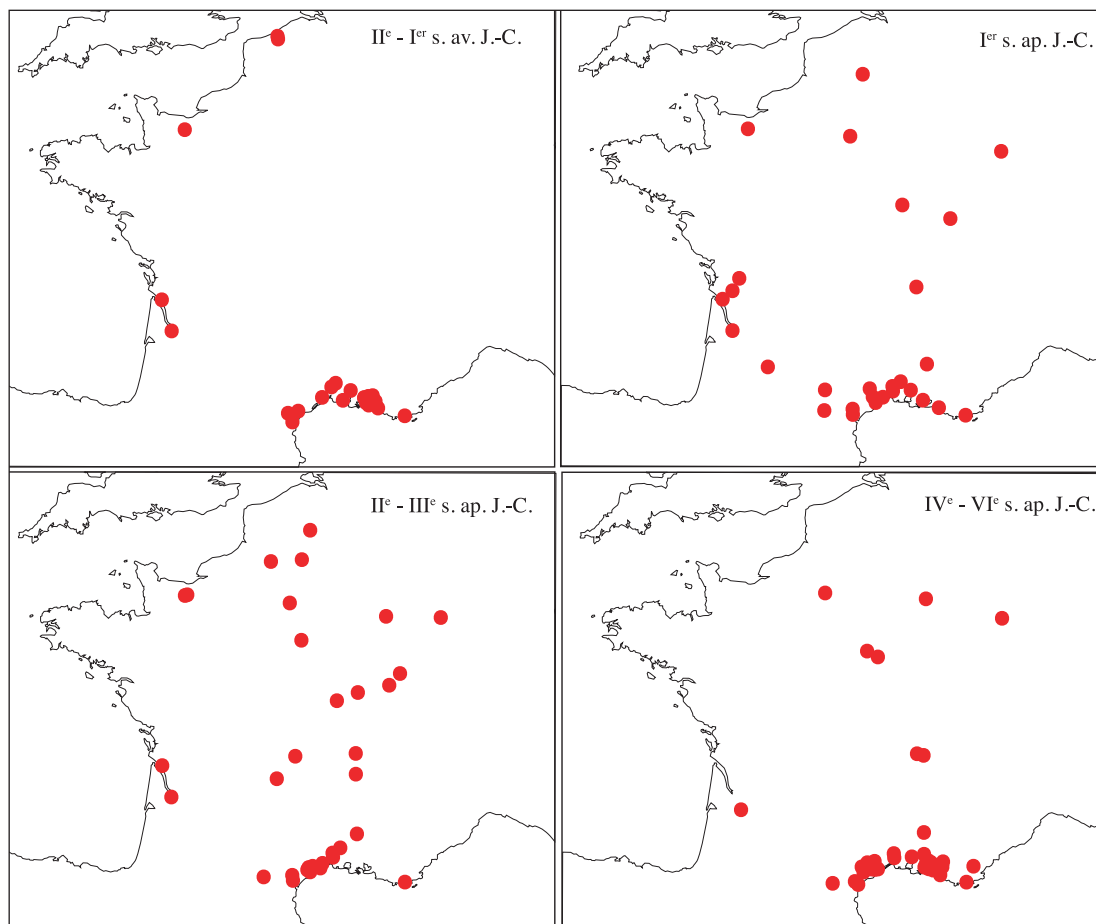 IIᵉ - Iᵉʳ s. av. J.-C.
Iᵉʳ s. ap. J.-C.
IIᵉ - IIIᵉ s. ap. J.-C.
IVᵉ - VIᵉ s. ap. J.-C.